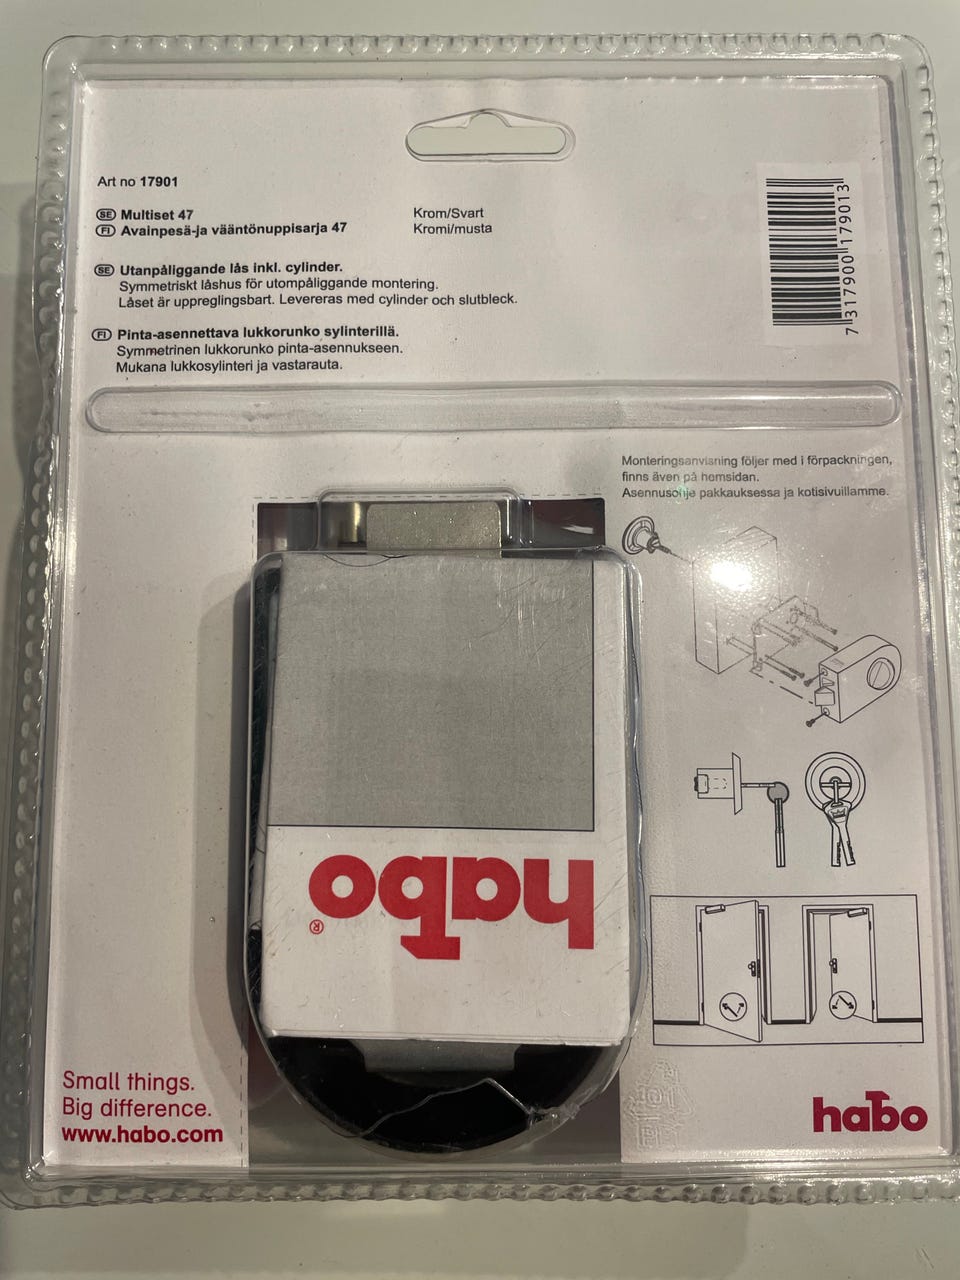 Art no 17901
SE Multiset 47
FI Avainpesä-ja vääntönuppisarja 47
Krom/Svart
Kromi/musta
SE Utanpåliggande lås inkl. cylinder.
Symmetriskt låshus för utompåliggande montering.
Låset är uppreglingsbart. Levereras med cylinder och slutbleck.
FI Pinta-asennettava lukkorunko sylinterillä.
Symmetrinen lukkorunko pinta-asennukseen.
Mukana lukkosylinteri ja vastarauta.
7 317900 179013
Monteringsanvisning följer med i förpackningen,
finns även på hemsidan.
Asennusohje pakkauksessa ja kotisivuillamme.
habo®
Small things.
Big difference.
www.habo.com
habo